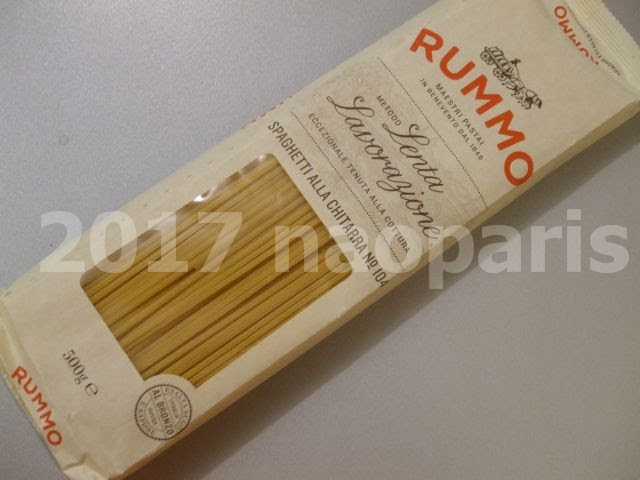 RUMMO
RUMMO
MAESTRI PASTAI
IN BENEVENTO DAL 1846
METODO
Lenta
Lavorazione
ECCEZIONALE TENUTA ALLA COTTURA
SPAGHETTI ALLA CHITARRA Nº 104
2017 naoparis
500g e
AL BRONZO
RUMMO